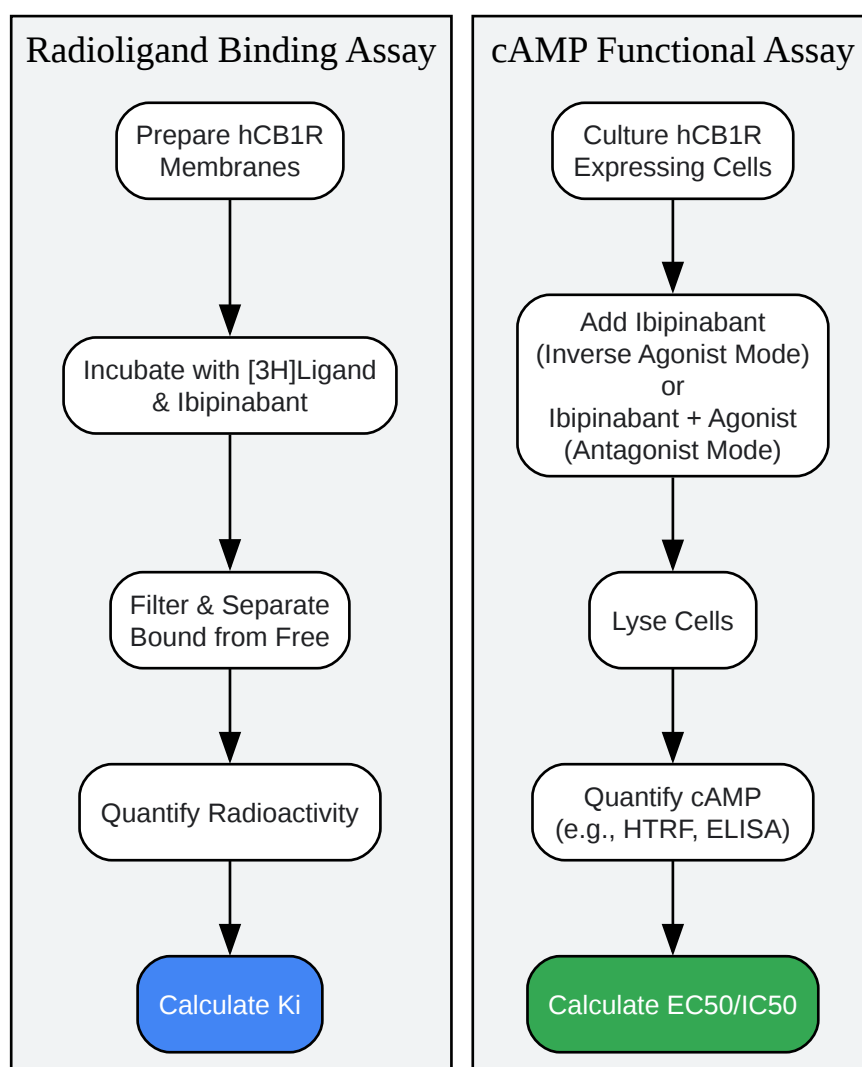 Radioligand Binding Assay
Prepare hCB1R
Membranes
Incubate with [3H]Ligand
& Ibipinabant
Filter & Separate
Bound from Free
Quantify Radioactivity
Calculate Ki
cAMP Functional Assay
Culture hCB1R
Expressing Cells
Add Ibipinabant
(Inverse Agonist Mode)
or
Ibipinabant + Agonist
(Antagonist Mode)
Lyse Cells
Quantify cAMP
(e.g., HTRF, ELISA)
Calculate EC50/IC50